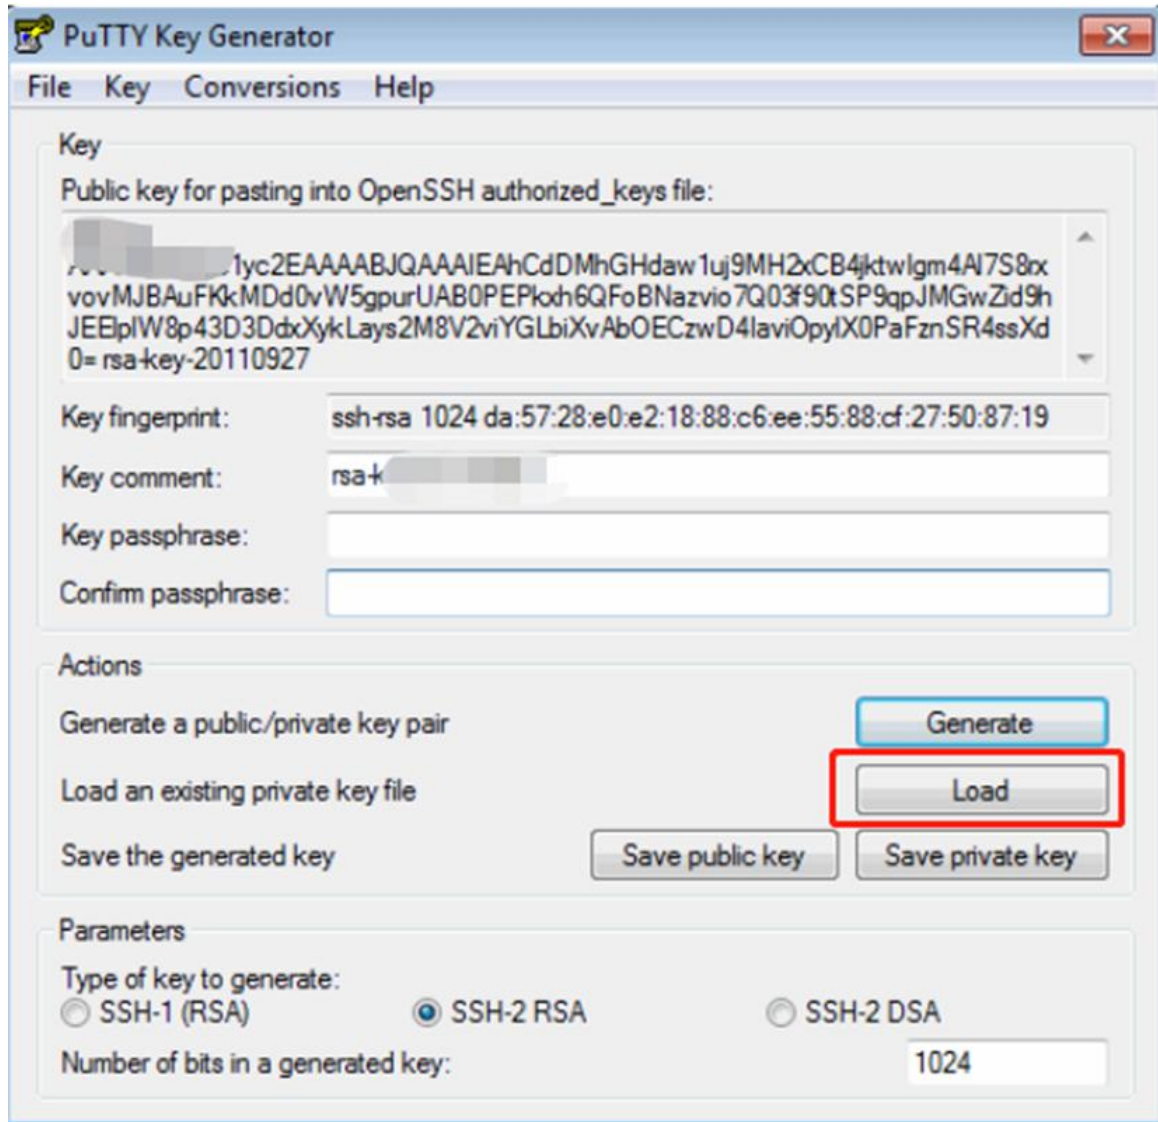 PuTTY Key Generator
File Key Conversions Help
Key
Public key for pasting into OpenSSH authorized_keys file:
1yc2EAAAABJQAAAIEAhCdDMhGHdaw1uj9MH2xCB4jktwIgm4AI7S8rx
vovMJBAuFKkMDd0vW5gpurUAB0PEPkxh6QFoBNazvio7Q03f90tSP9qpJMGwZid9h
JEEIpIW8p43D3DdxXykLays2M8V2viYGLbiXvAbOECzwD4IaviOpyIX0PaFznSR4ssXd
0= rsa-key-20110927
Key fingerprint: ssh-rsa 1024 da:57:28:e0:e2:18:88:c6:ee:55:88:cf:27:50:87:19
Key comment: rsa-k
Key passphrase:
Confirm passphrase:
Actions
Generate a public/private key pair Generate
Load an existing private key file Load
Save the generated key Save public key Save private key
Parameters
Type of key to generate:
SSH-1 (RSA) SSH-2 RSA SSH-2 DSA
Number of bits in a generated key: 1024